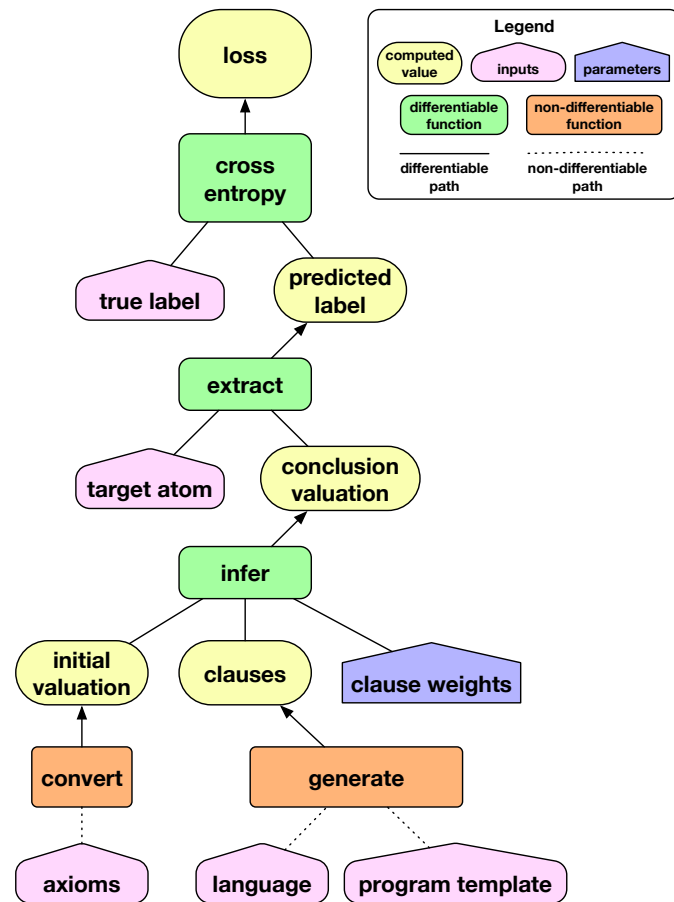 loss
Legend
computed
value
inputs
parameters
differentiable
function
non-differentiable
function
differentiable
path
non-differentiable
path
cross
entropy
true label
predicted
label
extract
target atom
conclusion
valuation
infer
initial
valuation
clauses
clause weights
convert
generate
axioms
language
program template